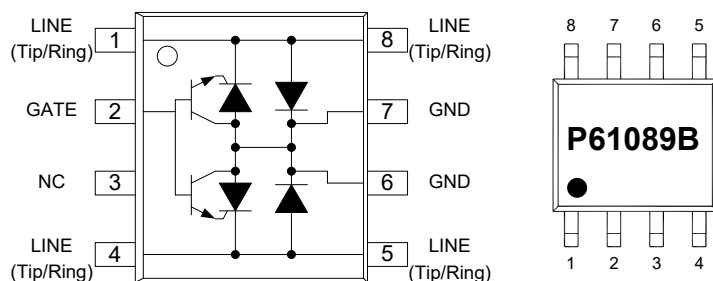 LINE
(Tip/Ring)
1
8
LINE
(Tip/Ring)
GATE
2
7
GND
NC
3
6
GND
LINE
(Tip/Ring)
4
5
LINE
(Tip/Ring)
8 7 6 5
P61089B
1 2 3 4